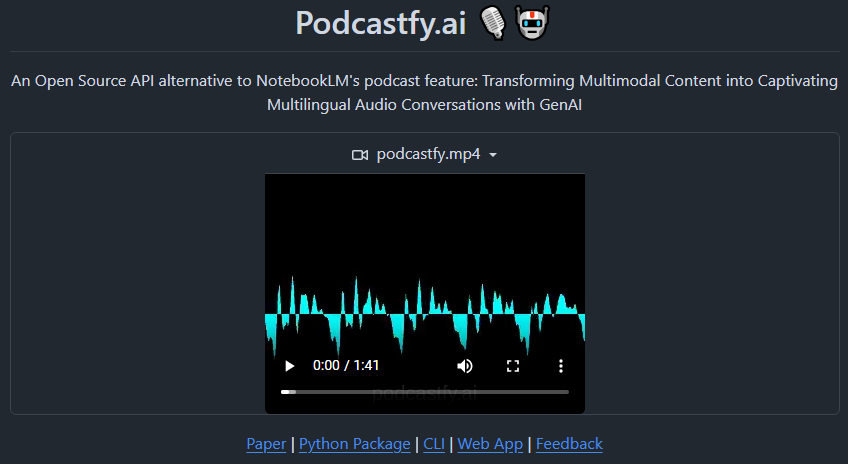 Podcastfy.ai 🎙️🤖
An Open Source API alternative to NotebookLM's podcast feature: Transforming Multimodal Content into Captivating
Multilingual Audio Conversations with GenAI
podcastfy.mp4
0:00 / 1:41
podcastfy.ai
Paper | Python Package | CLI | Web App | Feedback